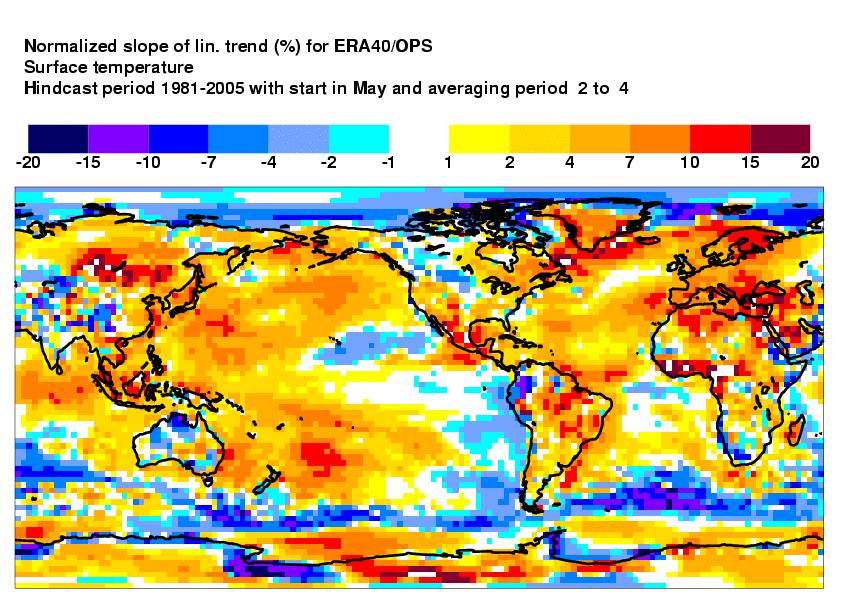 Normalized slope of lin. trend (%) for ERA40/OPS
Surface temperature
Hindcast period 1981-2005 with start in May and averaging period 2 to 4
-20 -15 -10 -7 -4 -2 -1 1 2 4 7 10 15 20